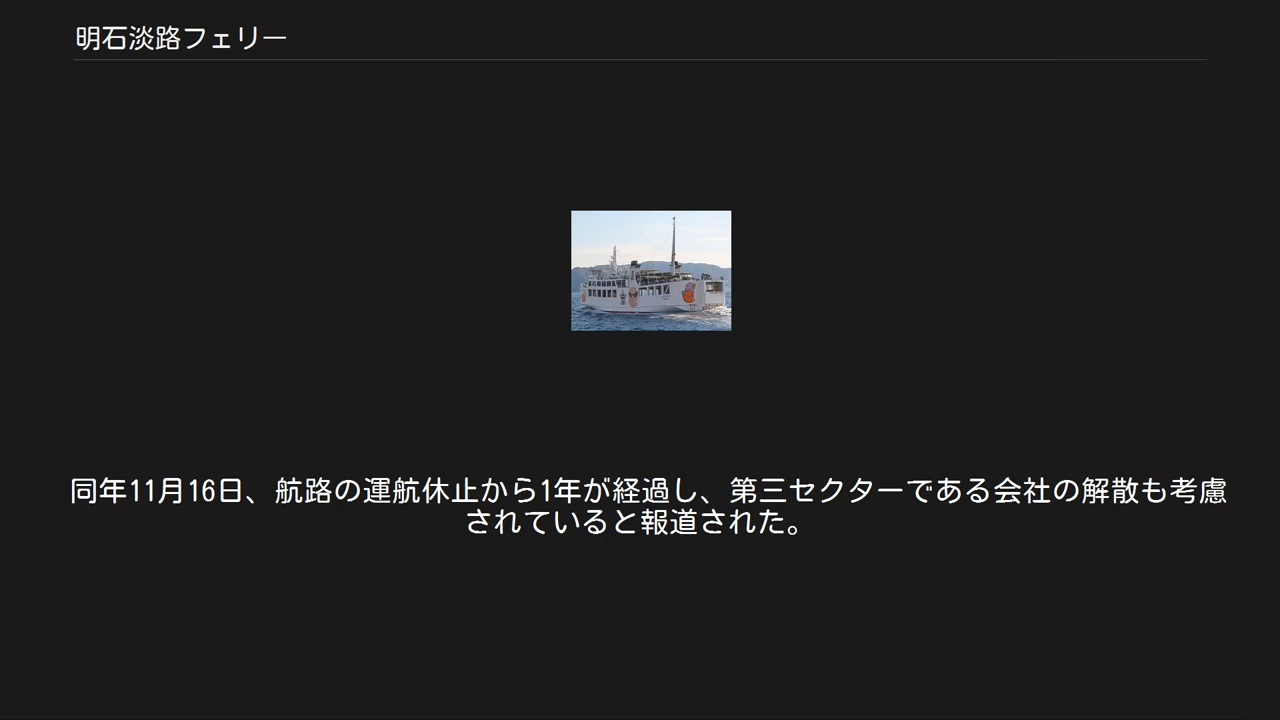 明石淡路フェリー
同年11月16日、航路の運航休止から1年が経過し、第三セクターである会社の解散も考慮
されていると報道された。